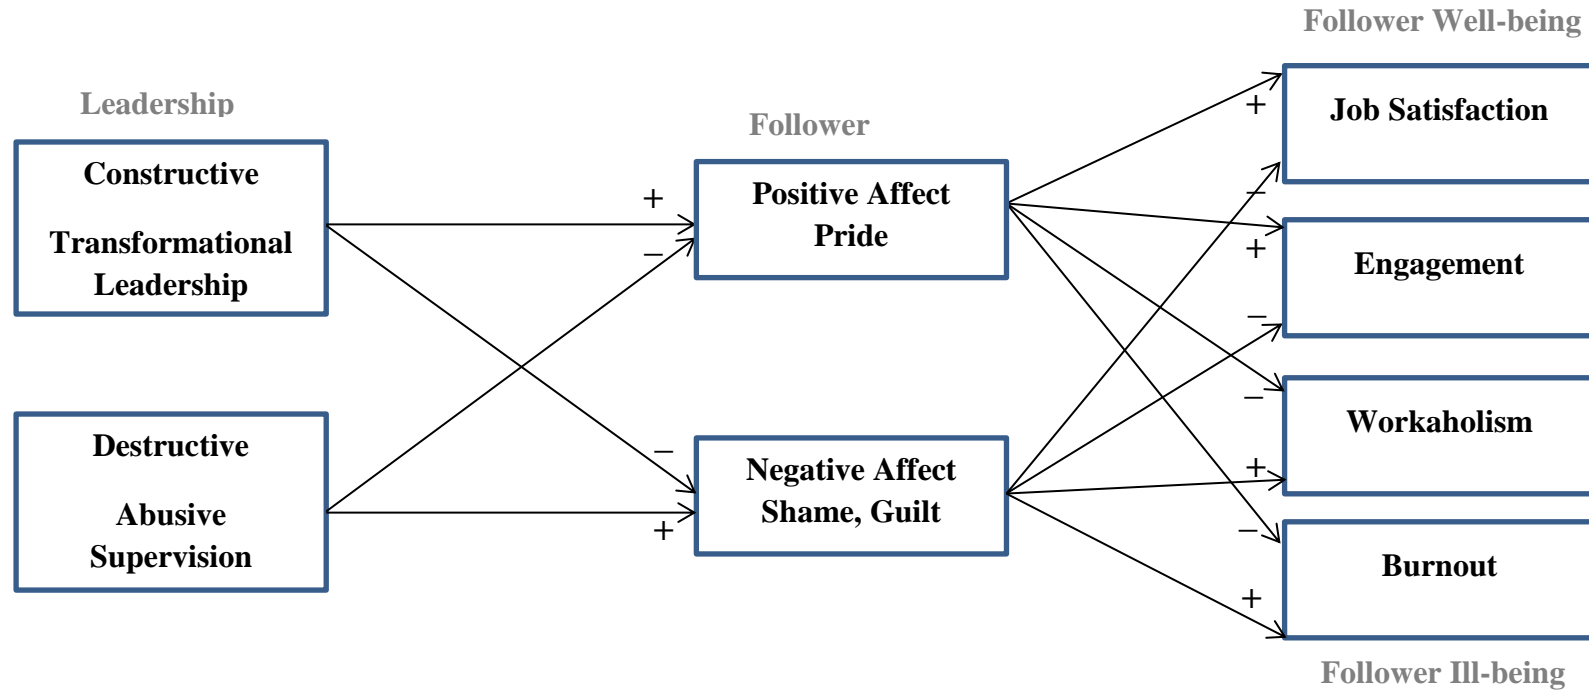 Follower Well-being
Leadership
Constructive
Transformational
Leadership
Destructive
Abusive
Supervision
Follower
Positive Affect
Pride
Negative Affect
Shame, Guilt
+
−
−
+
Job Satisfaction
Engagement
Workaholism
Burnout
+
−
+
−
−
+
−
+
Follower Ill-being